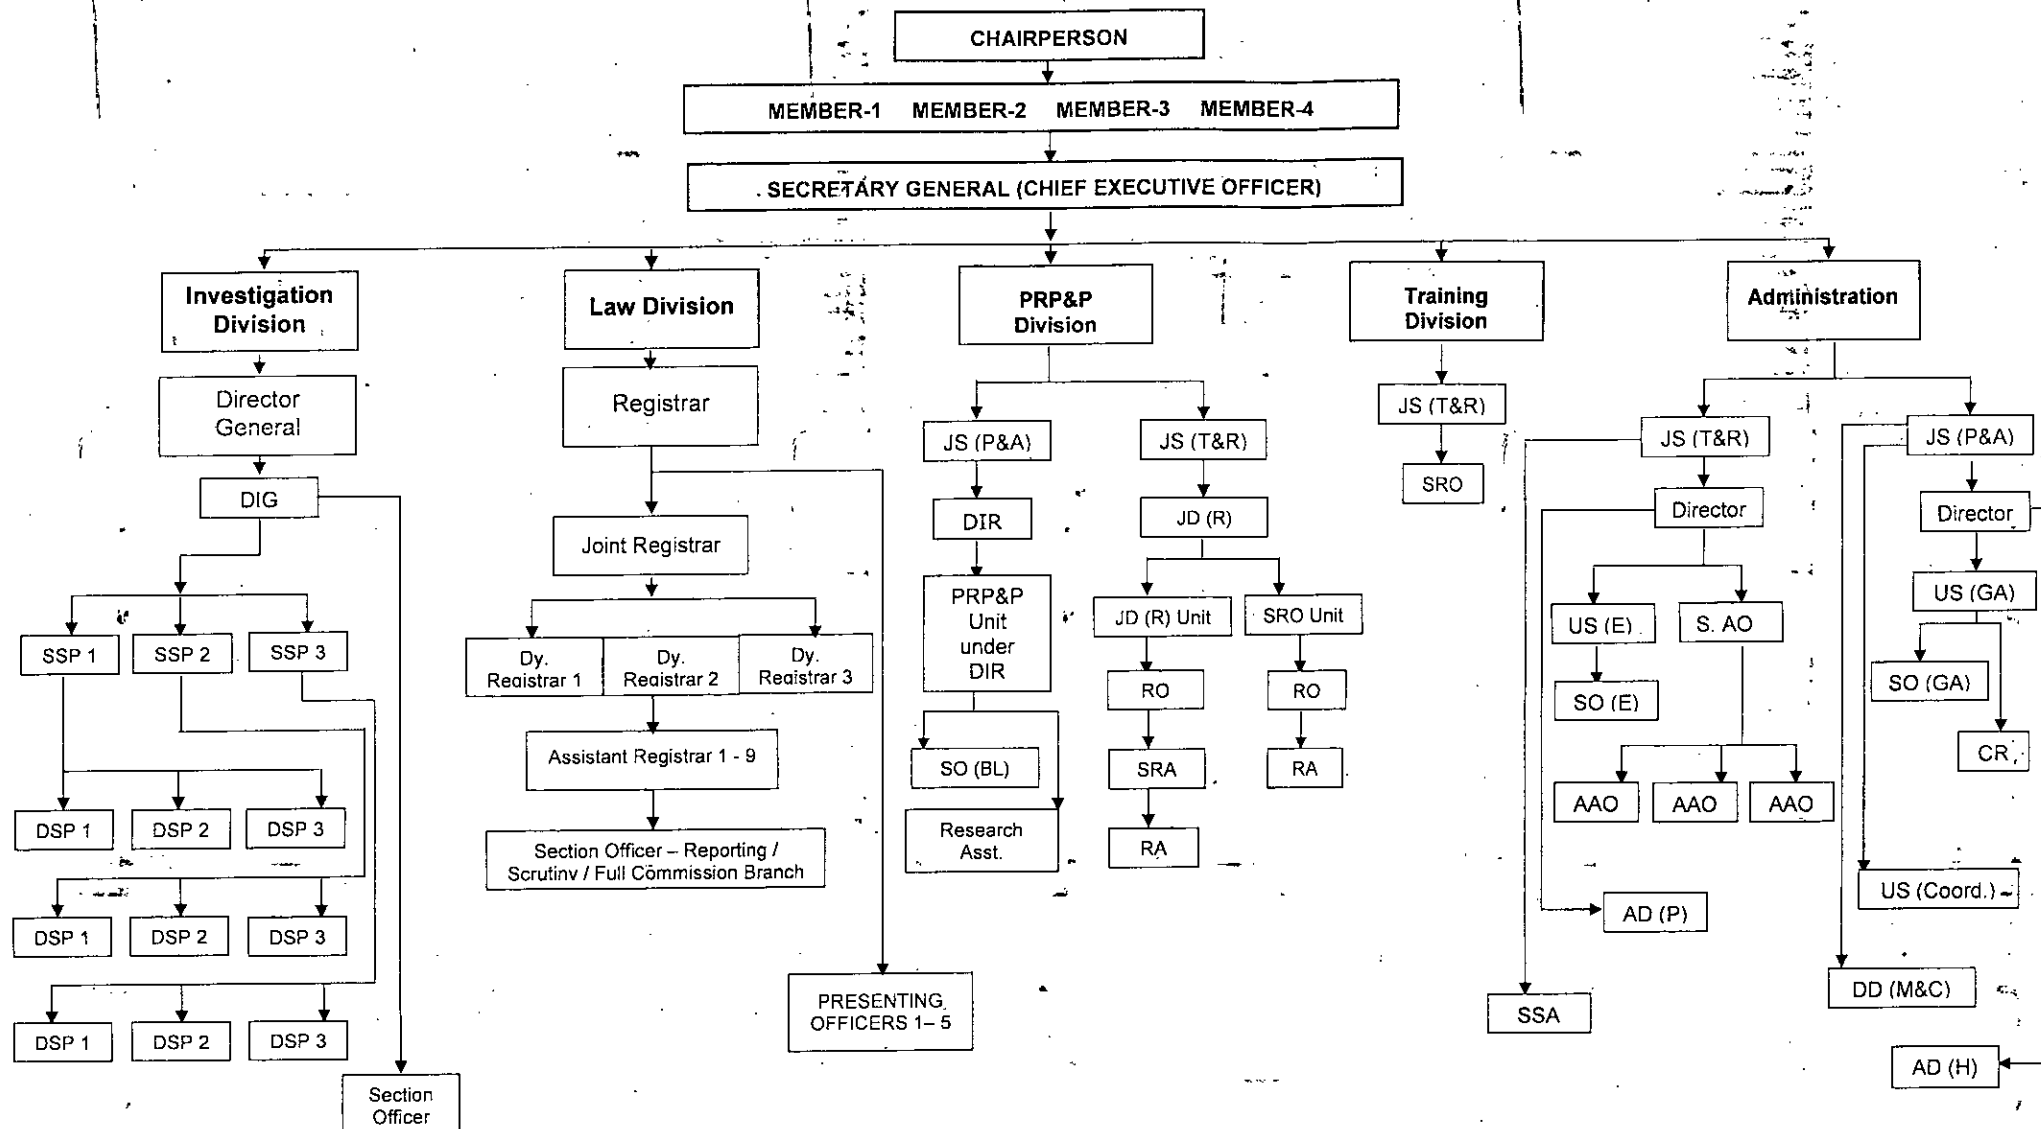 CHAIRPERSON
MEMBER-1 MEMBER-2 MEMBER-3 MEMBER-4
SECRETARY GENERAL (CHIEF EXECUTIVE OFFICER)
Investigation
Division
Law Division
PRP&P
Division
Training
Division
Administration
Director
General
DIG
SSP 1
SSP 2
SSP 3
DSP 1
DSP 2
DSP 3
DSP 1
DSP 2
DSP 3
DSP 1
DSP 2
DSP 3
Section
Officer
Registrar
Joint Registrar
Dy.
Registrar 1
Dy.
Registrar 2
Dy.
Registrar 3
Assistant Registrar 1 - 9
Section Officer – Reporting /
Scrutiny / Full Commission Branch
PRESENTING
OFFICERS 1– 5
JS (P&A)
DIR
PRP&P
Unit
under
DIR
SO (BL)
Research
Asst.
JS (T&R)
JD (R)
JD (R) Unit
RO
SRA
RA
SRO Unit
RO
RA
JS (T&R)
SRO
JS (T&R)
Director
US (E)
SO (E)
S. AO
AAO
AAO
AAO
AD (P)
SSA
JS (P&A)
Director
US (GA)
SO (GA)
CR
US (Coord.)
DD (M&C)
AD (H)